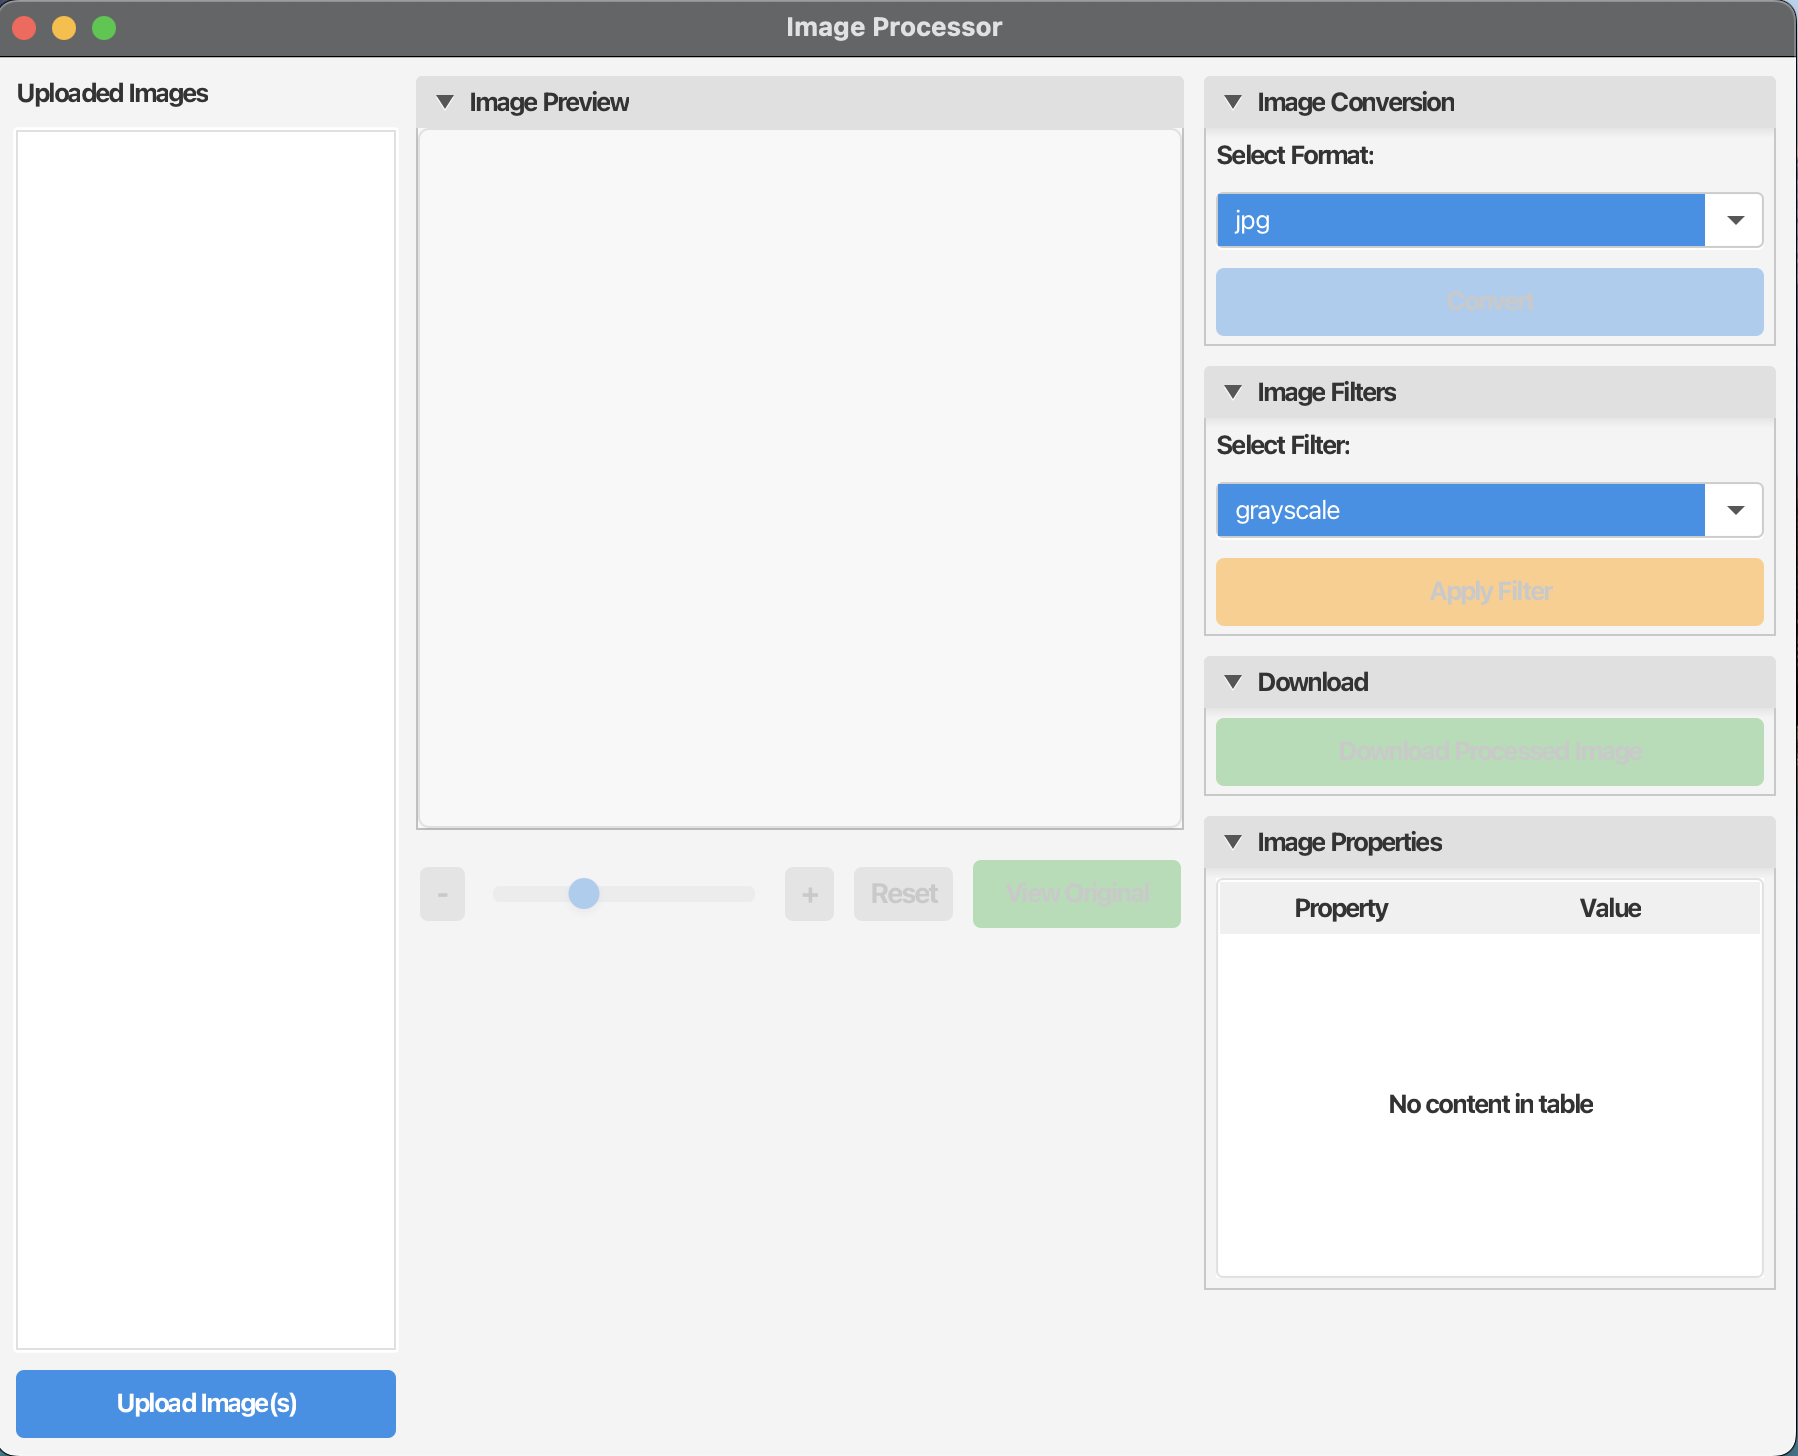 Image Processor
Uploaded Images
Upload Image(s)
Image Preview
-
+
Reset
View Original
Image Conversion
Select Format:
jpg
Convert
Image Filters
Select Filter:
grayscale
Apply Filter
Download
Download Processed Image
Image Properties
Property Value
No content in table